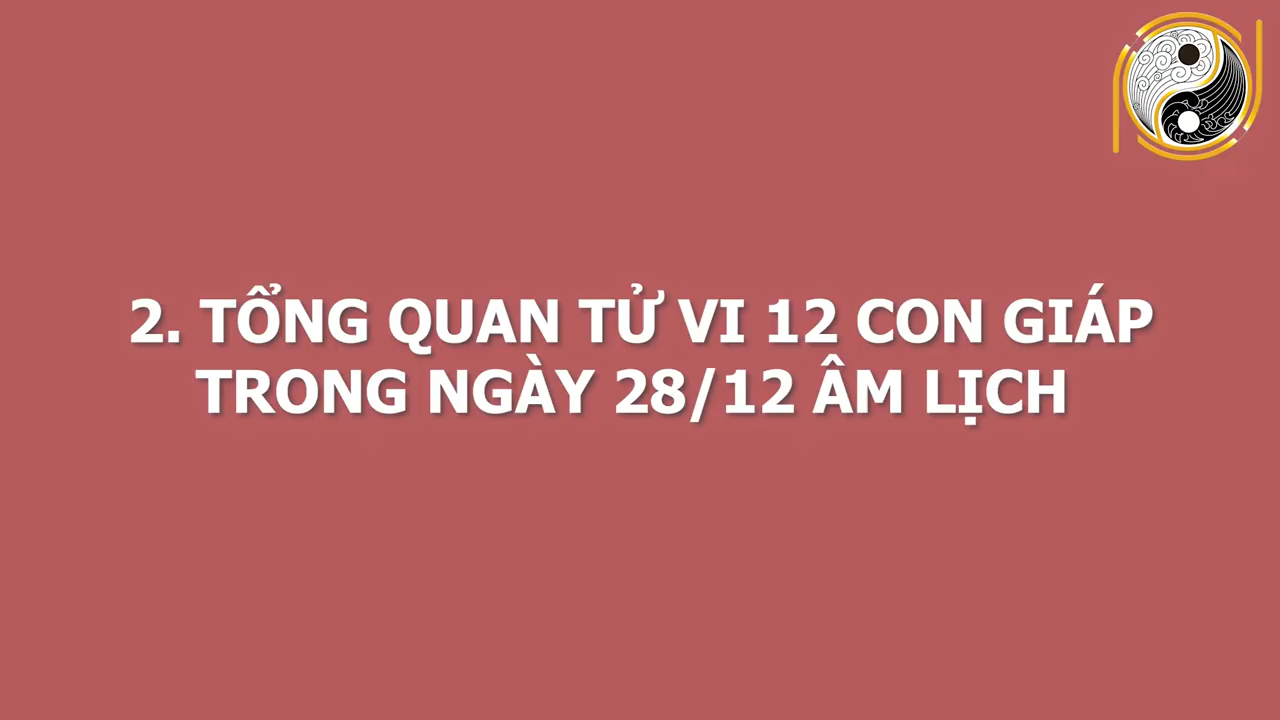 2. TỔNG QUAN TỬ VI 12 CON GIÁP
TRONG NGÀY 28/12 ÂM LỊCH